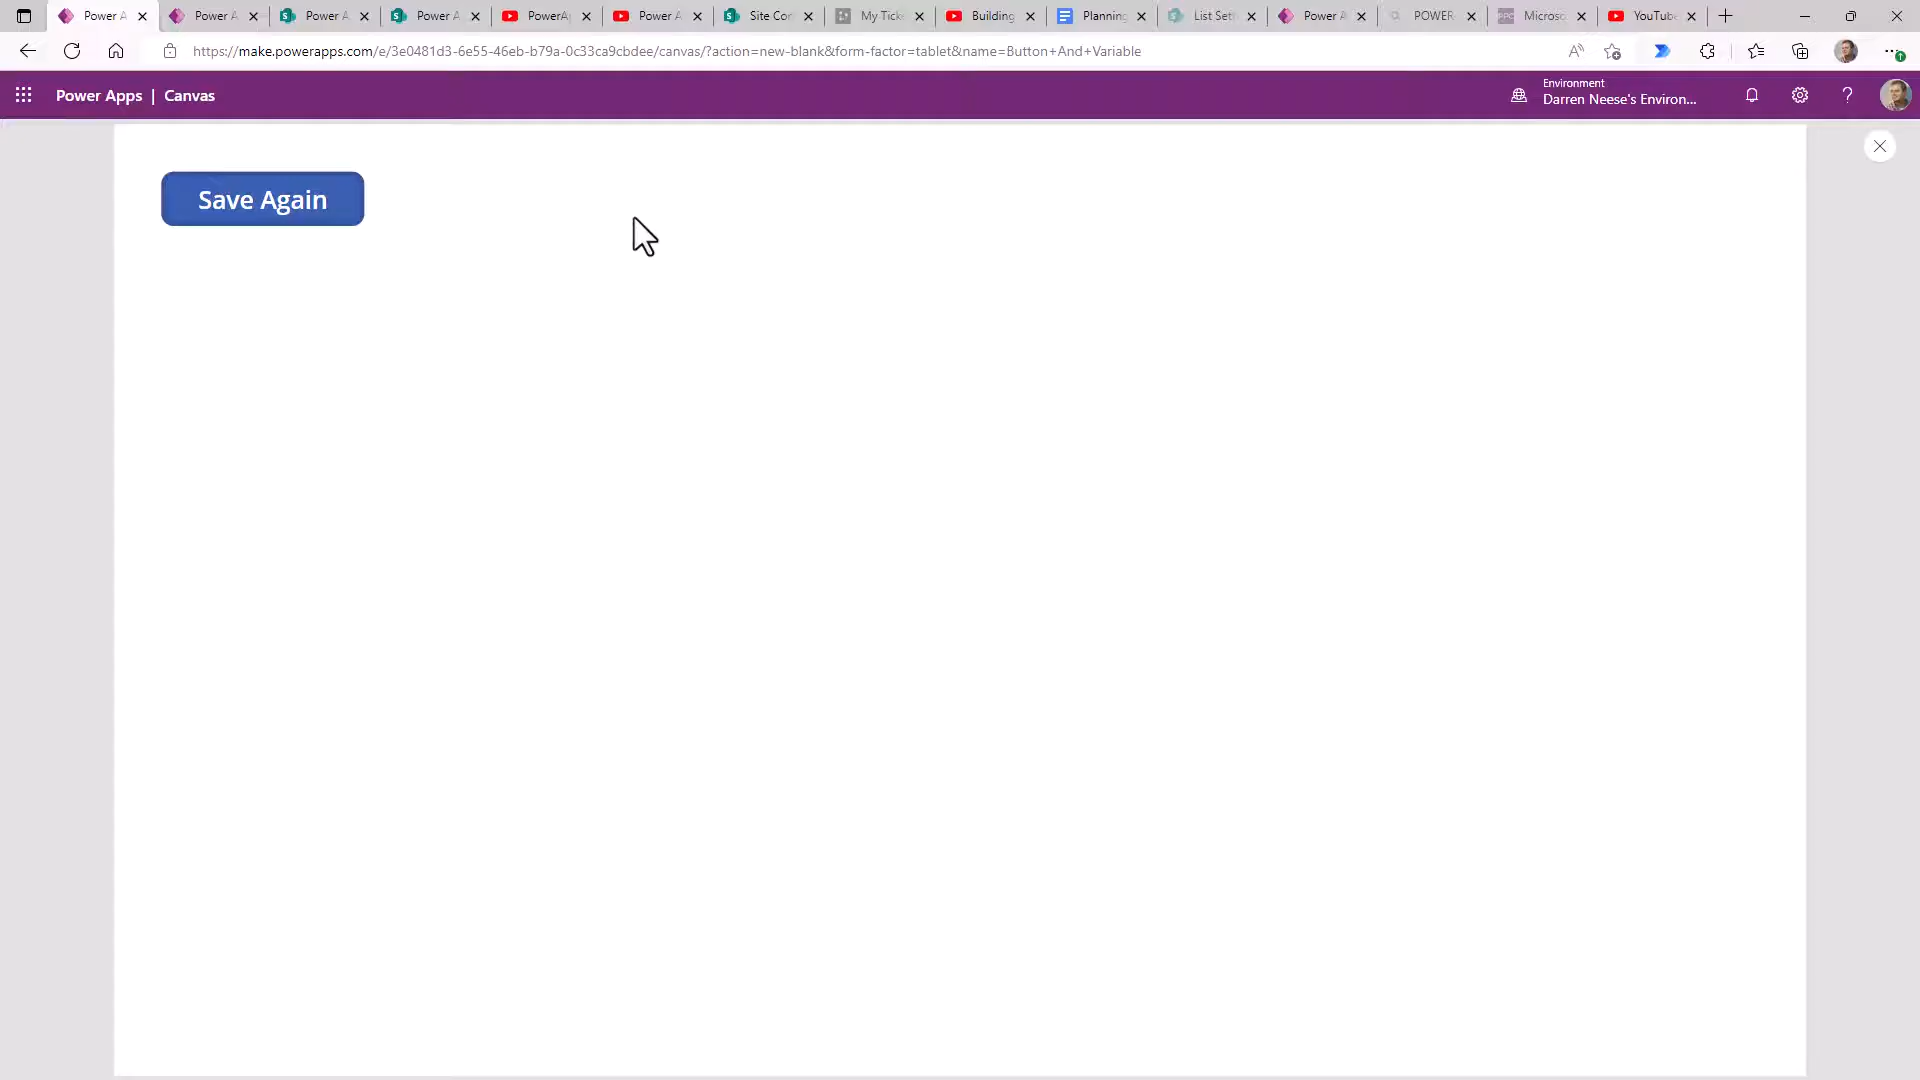 Power A
Power A
Power A
Power A
PowerA
Power A
Site Con
My Tick
Building
Planning
List Sett
Power A
POWER
Microso
YouTube
https://make.powerapps.com/e/3e0481d3-6e55-46eb-b79a-0c33ca9cbdee/canvas/?action=new-blank&form-factor=tablet&name=Button+And+Variable
Power Apps | Canvas
Environment
Darren Neese's Environ...
Save Again